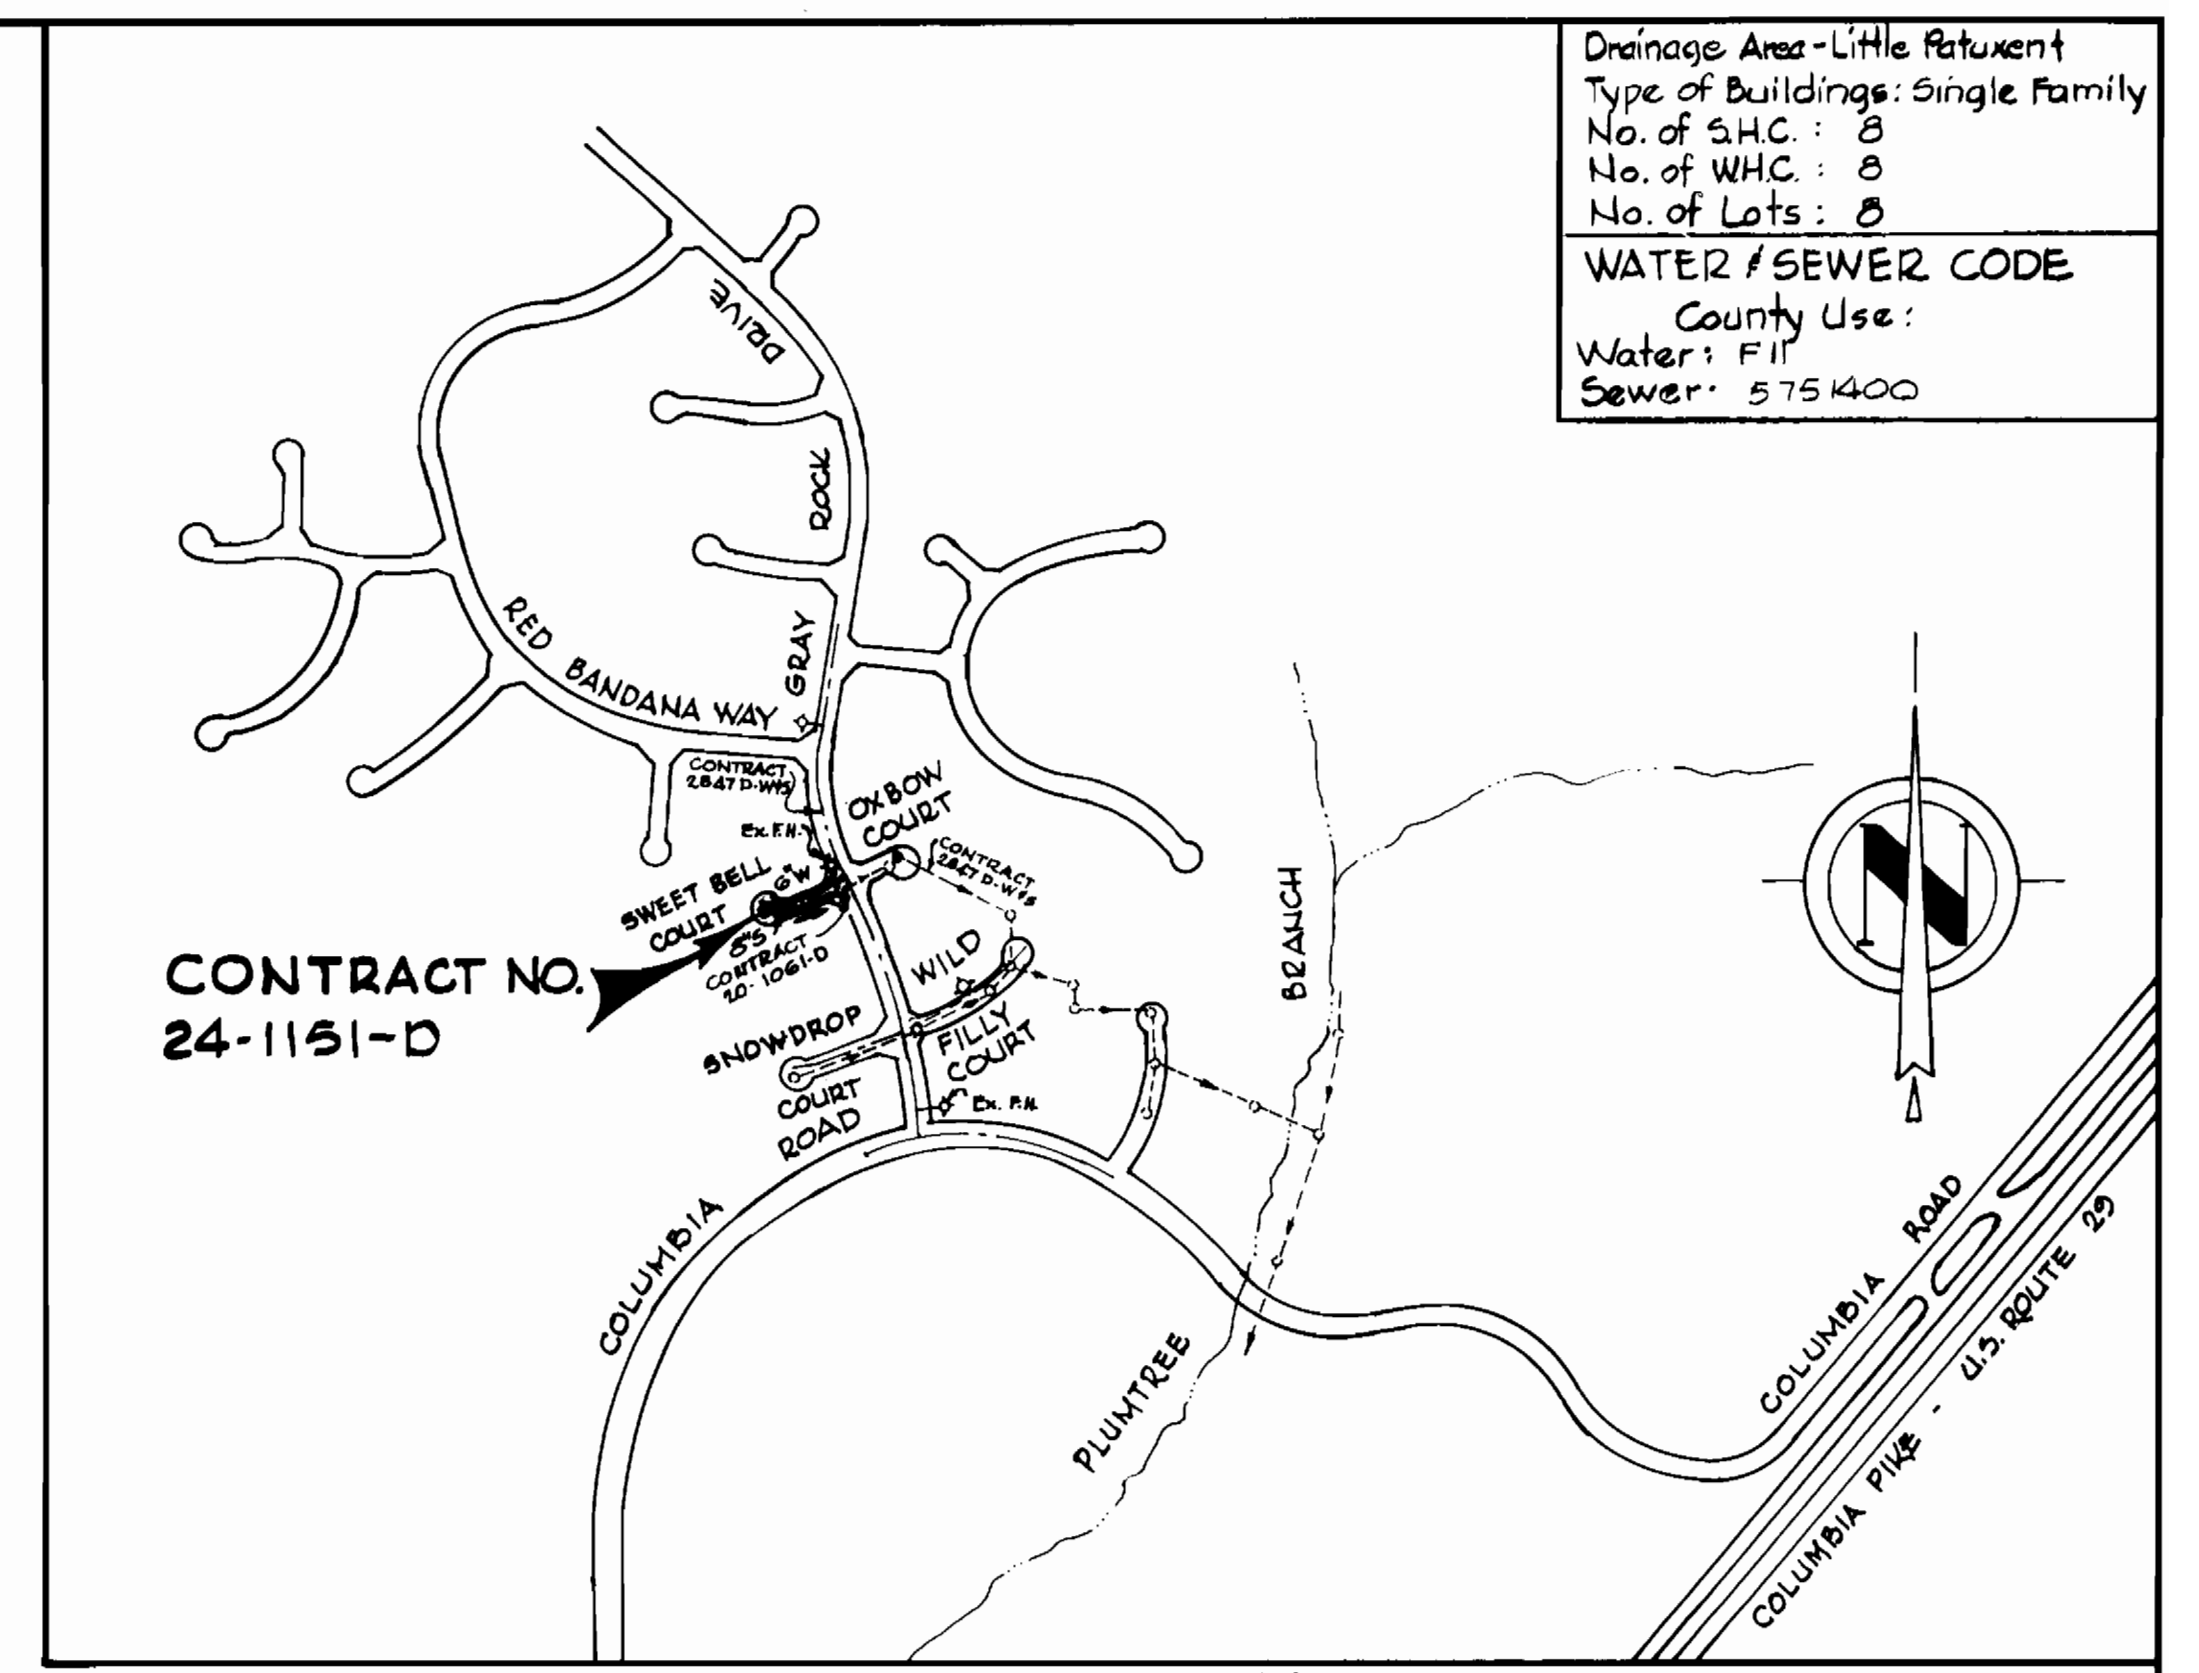 Drainage Area-Little Patuxent
Type of Buildings: Single Family
No. of S.H.C. : 8
No. of W.H.C. : 8
No. of Lots : 8
WATER & SEWER CODE
County Use:
Water: F11
Sewer: 5751400
DRIVE
ROCK
GRAY
RED BANDANA WAY
CONTRACT
2847 D-W&S
OXBOW
COURT
Ex. F.H.
CONTRACT
2847 D-W&S
SWEET BELL
COURT
6"W
8"S
CONTRACT
20-1061-D
CONTRACT NO.
24-1151-D
WILD
FILLY
COURT
SNOWDROP
COURT
ROAD
Ex. F.H.
BRANCH
PLUMTREE
COLUMBIA
N
COLUMBIA ROAD
COLUMBIA PIKE - U.S. ROUTE 29